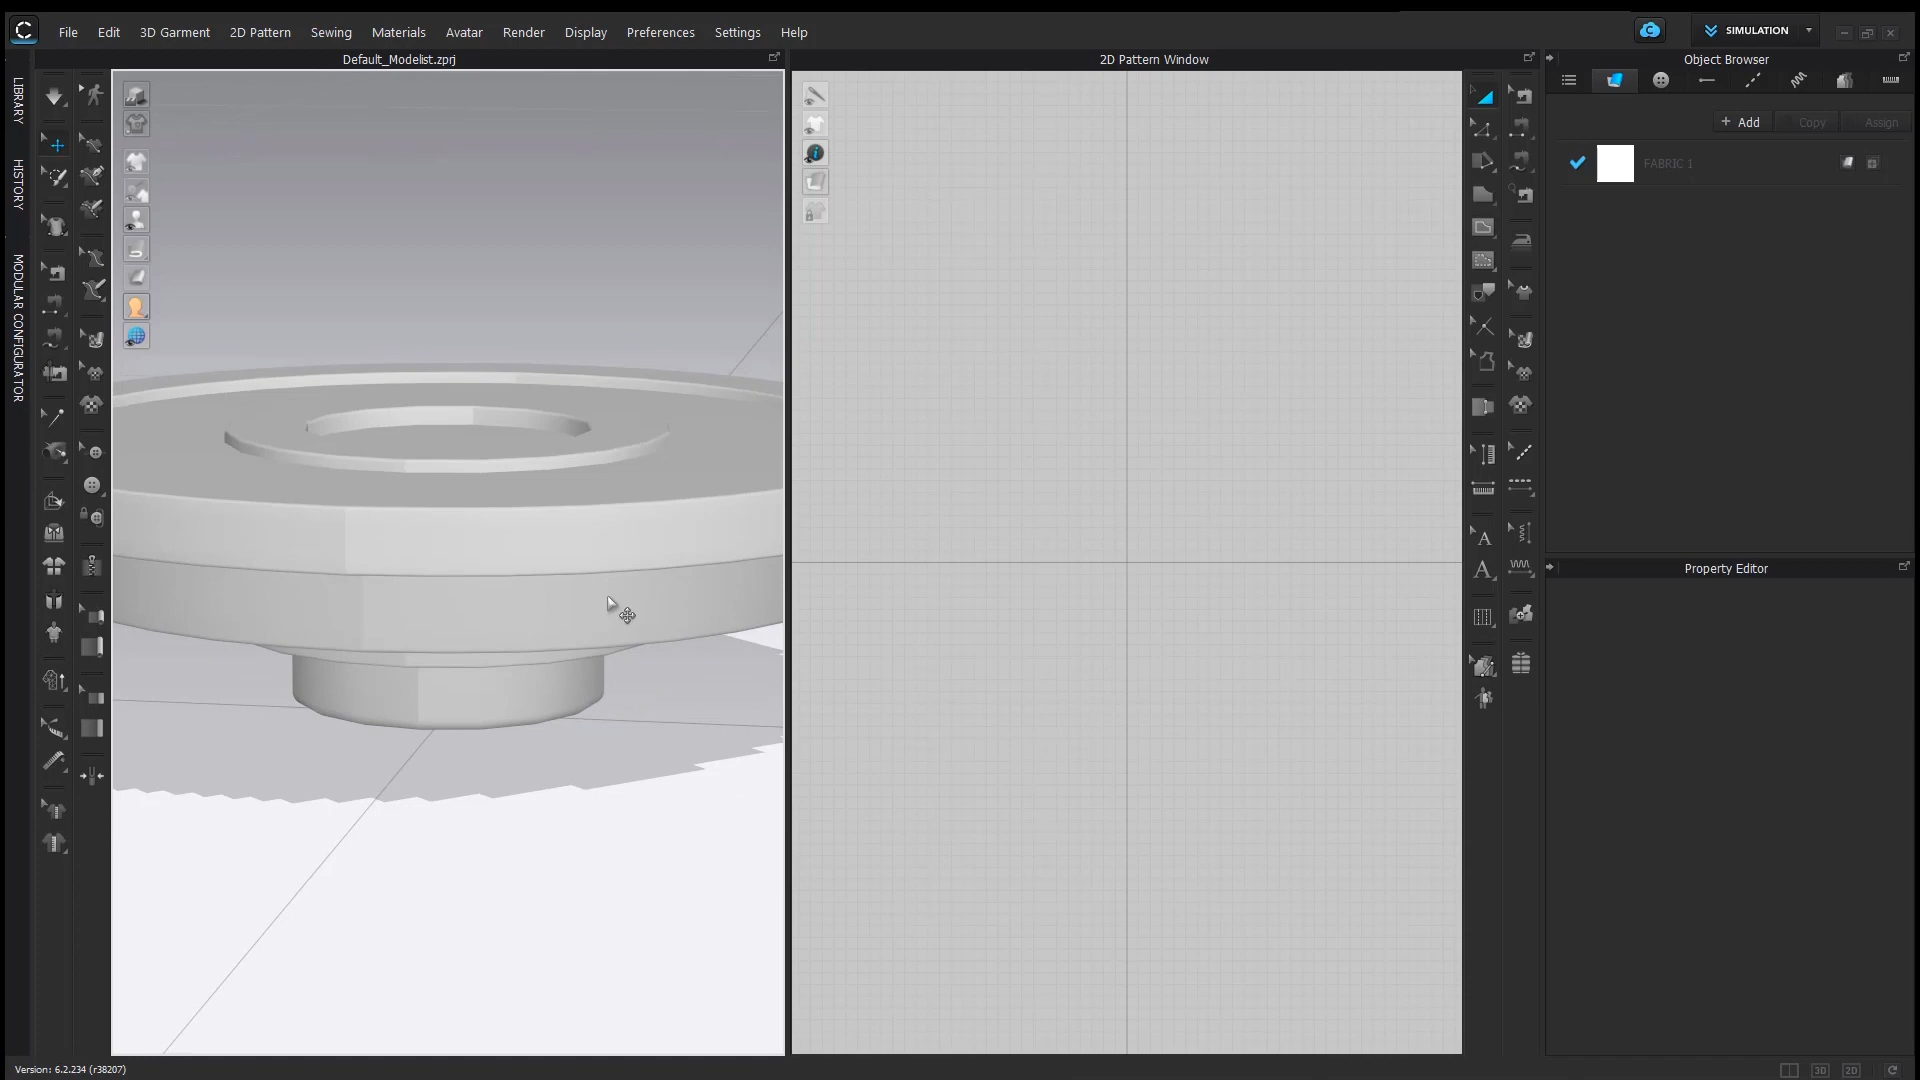 File Edit 3D Garment 2D Pattern Sewing Materials Avatar Render Display Preferences Settings Help
SIMULATION
Default_Modelist.zprj
2D Pattern Window
Object Browser
LIBRARY
HISTORY
MODULAR CONFIGURATOR
+ Add
Copy
Assign
FABRIC 1
Property Editor
A
A
3D
2D
Version: 6.2.234 (r38207)